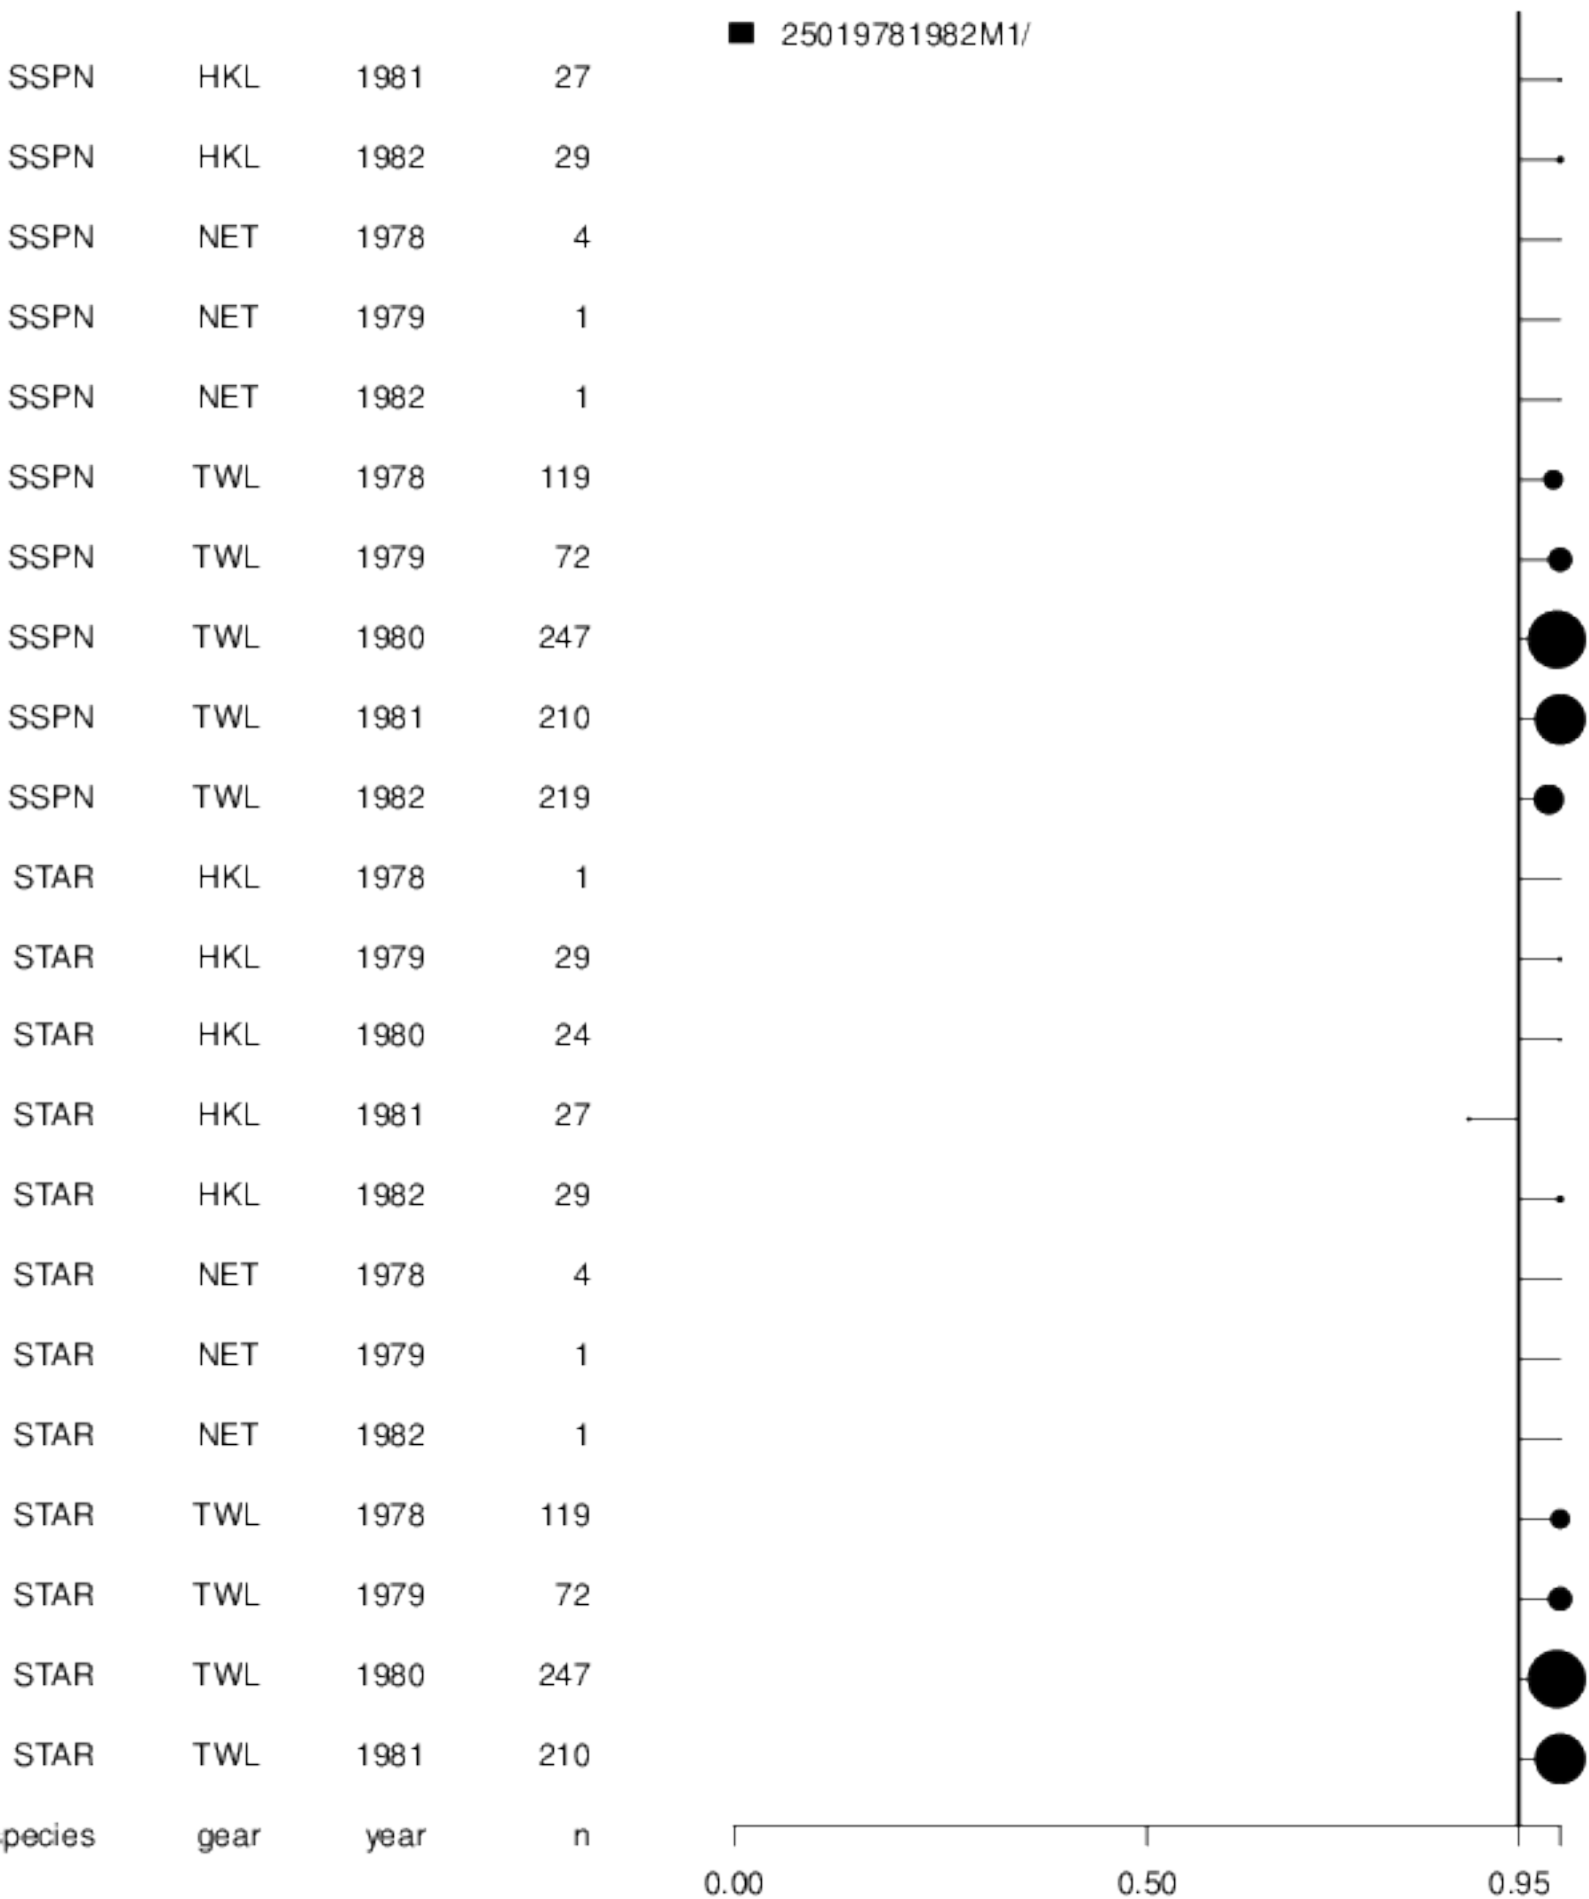 25019781982M1/
SSPN HKL 1981 27
SSPN HKL 1982 29
SSPN NET 1978 4
SSPN NET 1979 1
SSPN NET 1982 1
SSPN TWL 1978 119
SSPN TWL 1979 72
SSPN TWL 1980 247
SSPN TWL 1981 210
SSPN TWL 1982 219
STAR HKL 1978 1
STAR HKL 1979 29
STAR HKL 1980 24
STAR HKL 1981 27
STAR HKL 1982 29
STAR NET 1978 4
STAR NET 1979 1
STAR NET 1982 1
STAR TWL 1978 119
STAR TWL 1979 72
STAR TWL 1980 247
STAR TWL 1981 210
pecies gear year n
0.00 0.50 0.95